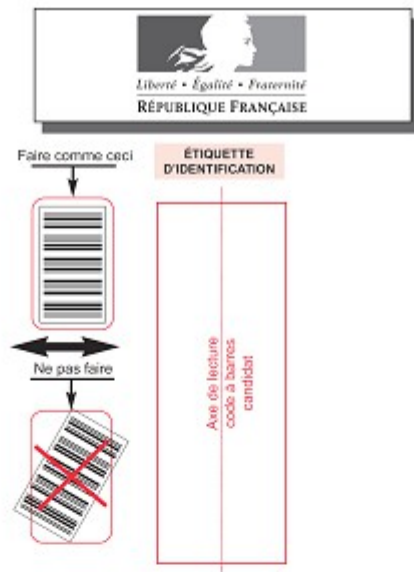 Liberté • Égalité • Fraternité
RÉPUBLIQUE FRANÇAISE
Faire comme ceci
ÉTIQUETTE
D'IDENTIFICATION
Axe de lecture
code à barres
candidat
Ne pas faire